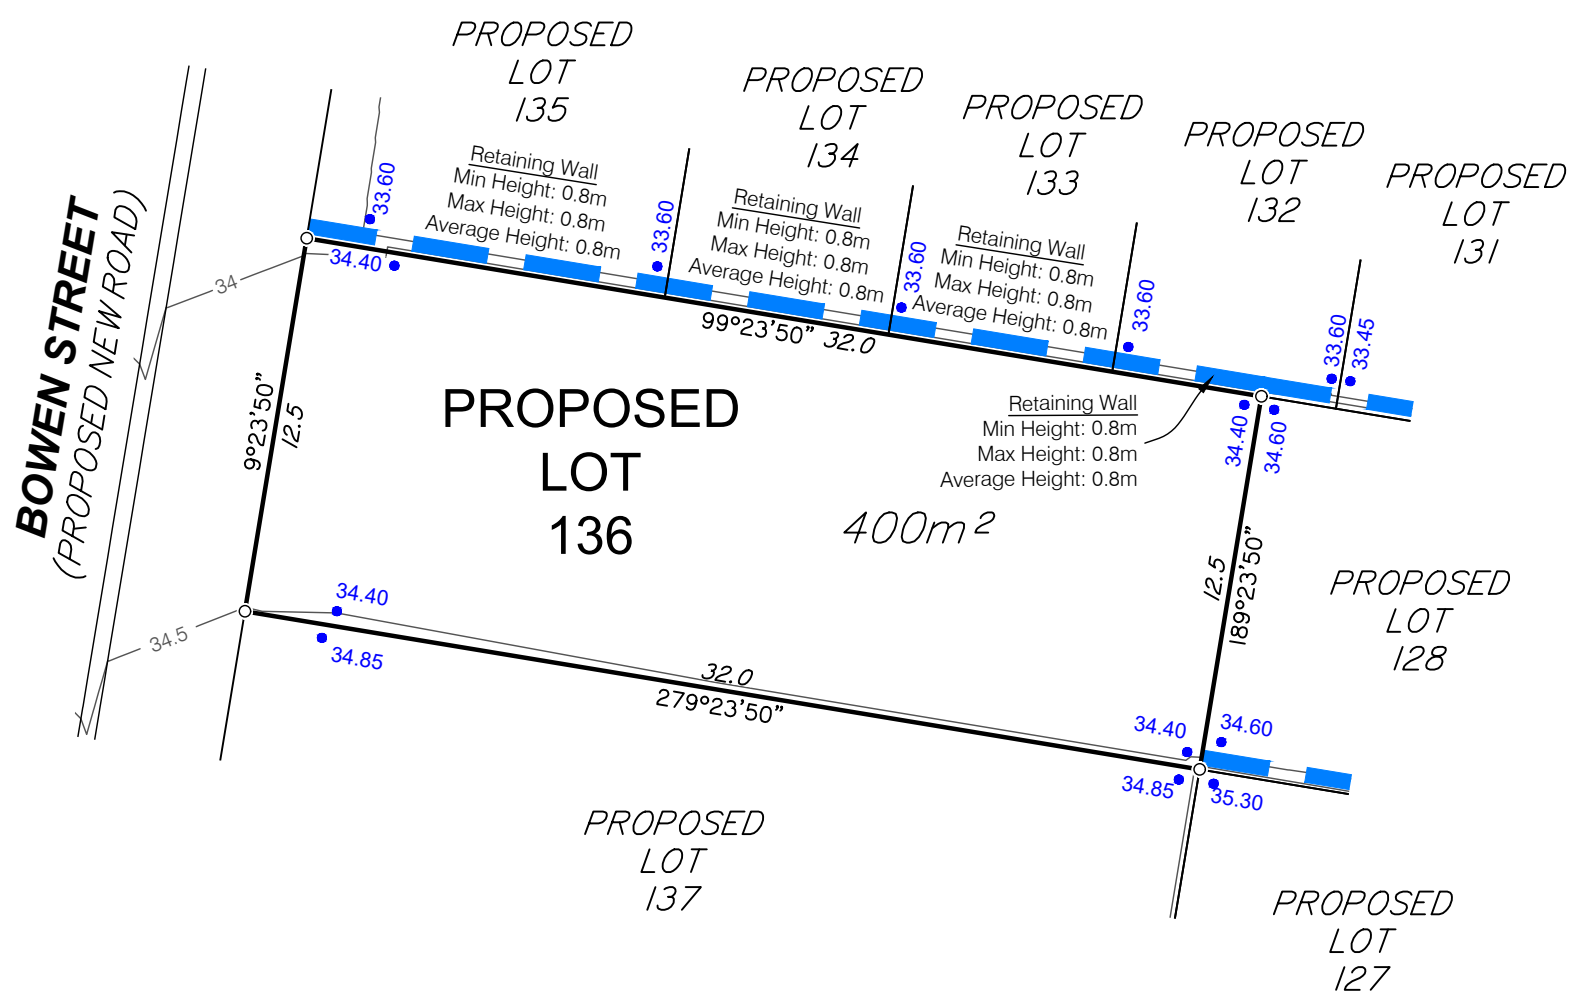 PROPOSED
LOT
135
PROPOSED
LOT
134
PROPOSED
LOT
133
PROPOSED
LOT
132
PROPOSED
LOT
131
Retaining Wall
Min Height: 0.8m
Max Height: 0.8m
Average Height: 0.8m
Retaining Wall
Min Height: 0.8m
Max Height: 0.8m
Average Height: 0.8m
Retaining Wall
Min Height: 0.8m
Max Height: 0.8m
Average Height: 0.8m
33.60
33.60
33.60
33.60
33.60
33.45
34.40
34
99°23'50" 32.0
BOWEN STREET
(PROPOSED NEW ROAD)
9°23'50"
12.5
PROPOSED
LOT
136
400m²
Retaining Wall
Min Height: 0.8m
Max Height: 0.8m
Average Height: 0.8m
34.40
34.60
12.5
189°23'50"
PROPOSED
LOT
128
34.40
34.5
34.85
32.0
279°23'50"
34.40
34.60
34.85
35.30
PROPOSED
LOT
137
PROPOSED
LOT
127